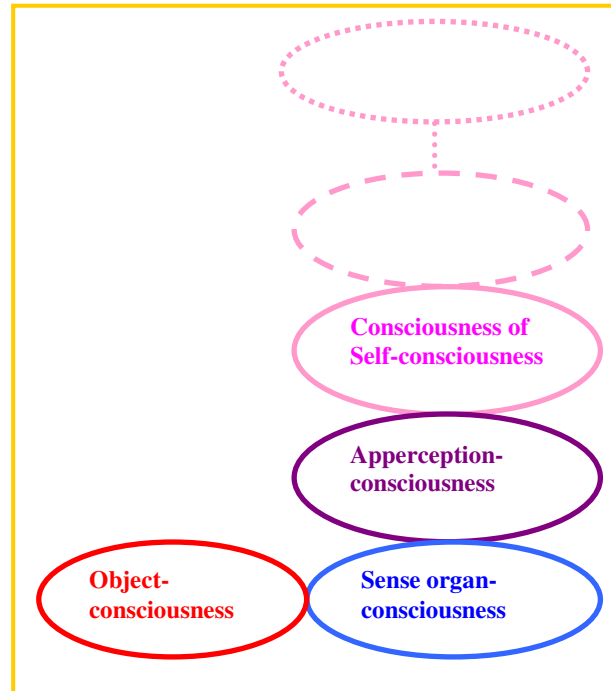 Consciousness of
Self-consciousness
Apperception-
consciousness
Object-
consciousness
Sense organ-
consciousness